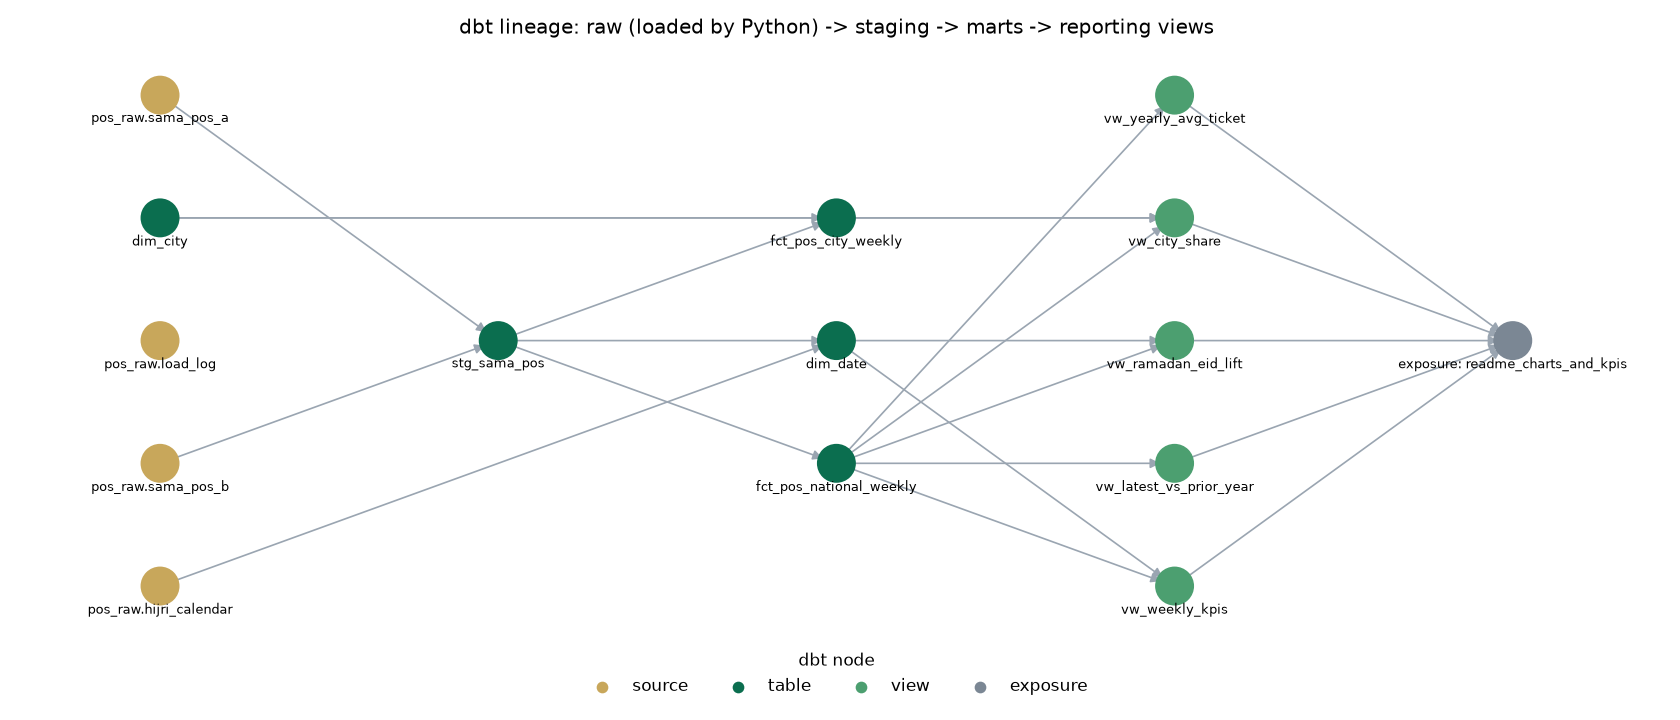 dbt lineage: raw (loaded by Python) -> staging -> marts -> reporting views
pos_raw.sama_pos_a
vw_yearly_avg_ticket
dim_city
fct_pos_city_weekly
vw_city_share
pos_raw.load_log
stg_sama_pos
dim_date
vw_ramadan_eid_lift
exposure: readme_charts_and_kpis
pos_raw.sama_pos_b
fct_pos_national_weekly
vw_latest_vs_prior_year
pos_raw.hijri_calendar
vw_weekly_kpis
dbt node
source
table
view
exposure